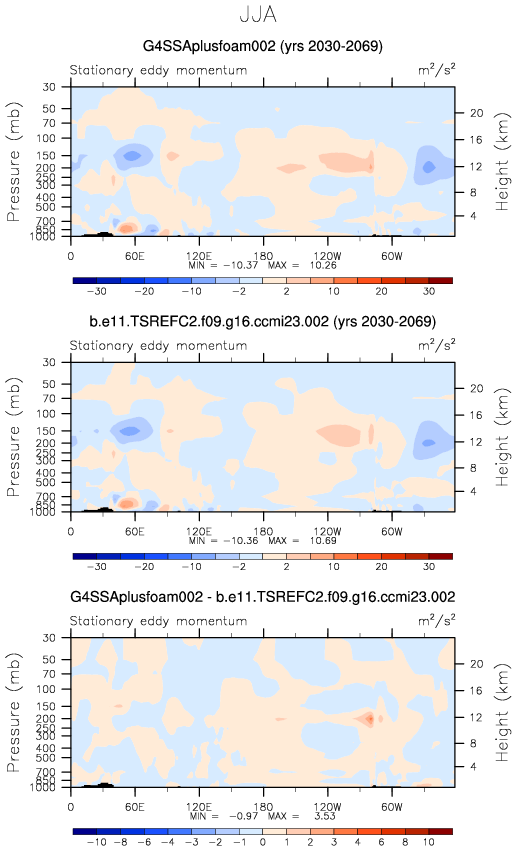 JJA
G4SSAplusfoam002 (yrs 2030-2069)
Stationary eddy momentum m²/s²
Pressure (mb)
30
50
70
100
150
200
250
300
400
500
700
850
1000
Height (km)
20
16
12
8
4
0 60E 120E 180 120W 60W
MIN = -10.37 MAX = 10.26
-30 -20 -10 -6 -2 2 6 10 20 30
b.e11.TSREFC2.f09.g16.ccmi23.002 (yrs 2030-2069)
Stationary eddy momentum m²/s²
Pressure (mb)
30
50
70
100
150
200
250
300
400
500
700
850
1000
Height (km)
20
16
12
8
4
0 60E 120E 180 120W 60W
MIN = -10.36 MAX = 10.69
-30 -20 -10 -6 -2 2 6 10 20 30
G4SSAplusfoam002 - b.e11.TSREFC2.f09.g16.ccmi23.002
Stationary eddy momentum m²/s²
Pressure (mb)
30
50
70
100
150
200
250
300
400
500
700
850
1000
Height (km)
20
16
12
8
4
0 60E 120E 180 120W 60W
MIN = -0.97 MAX = 3.53
-10 -8 -6 -4 -3 -2 -1 0 1 2 3 4 6 8 10